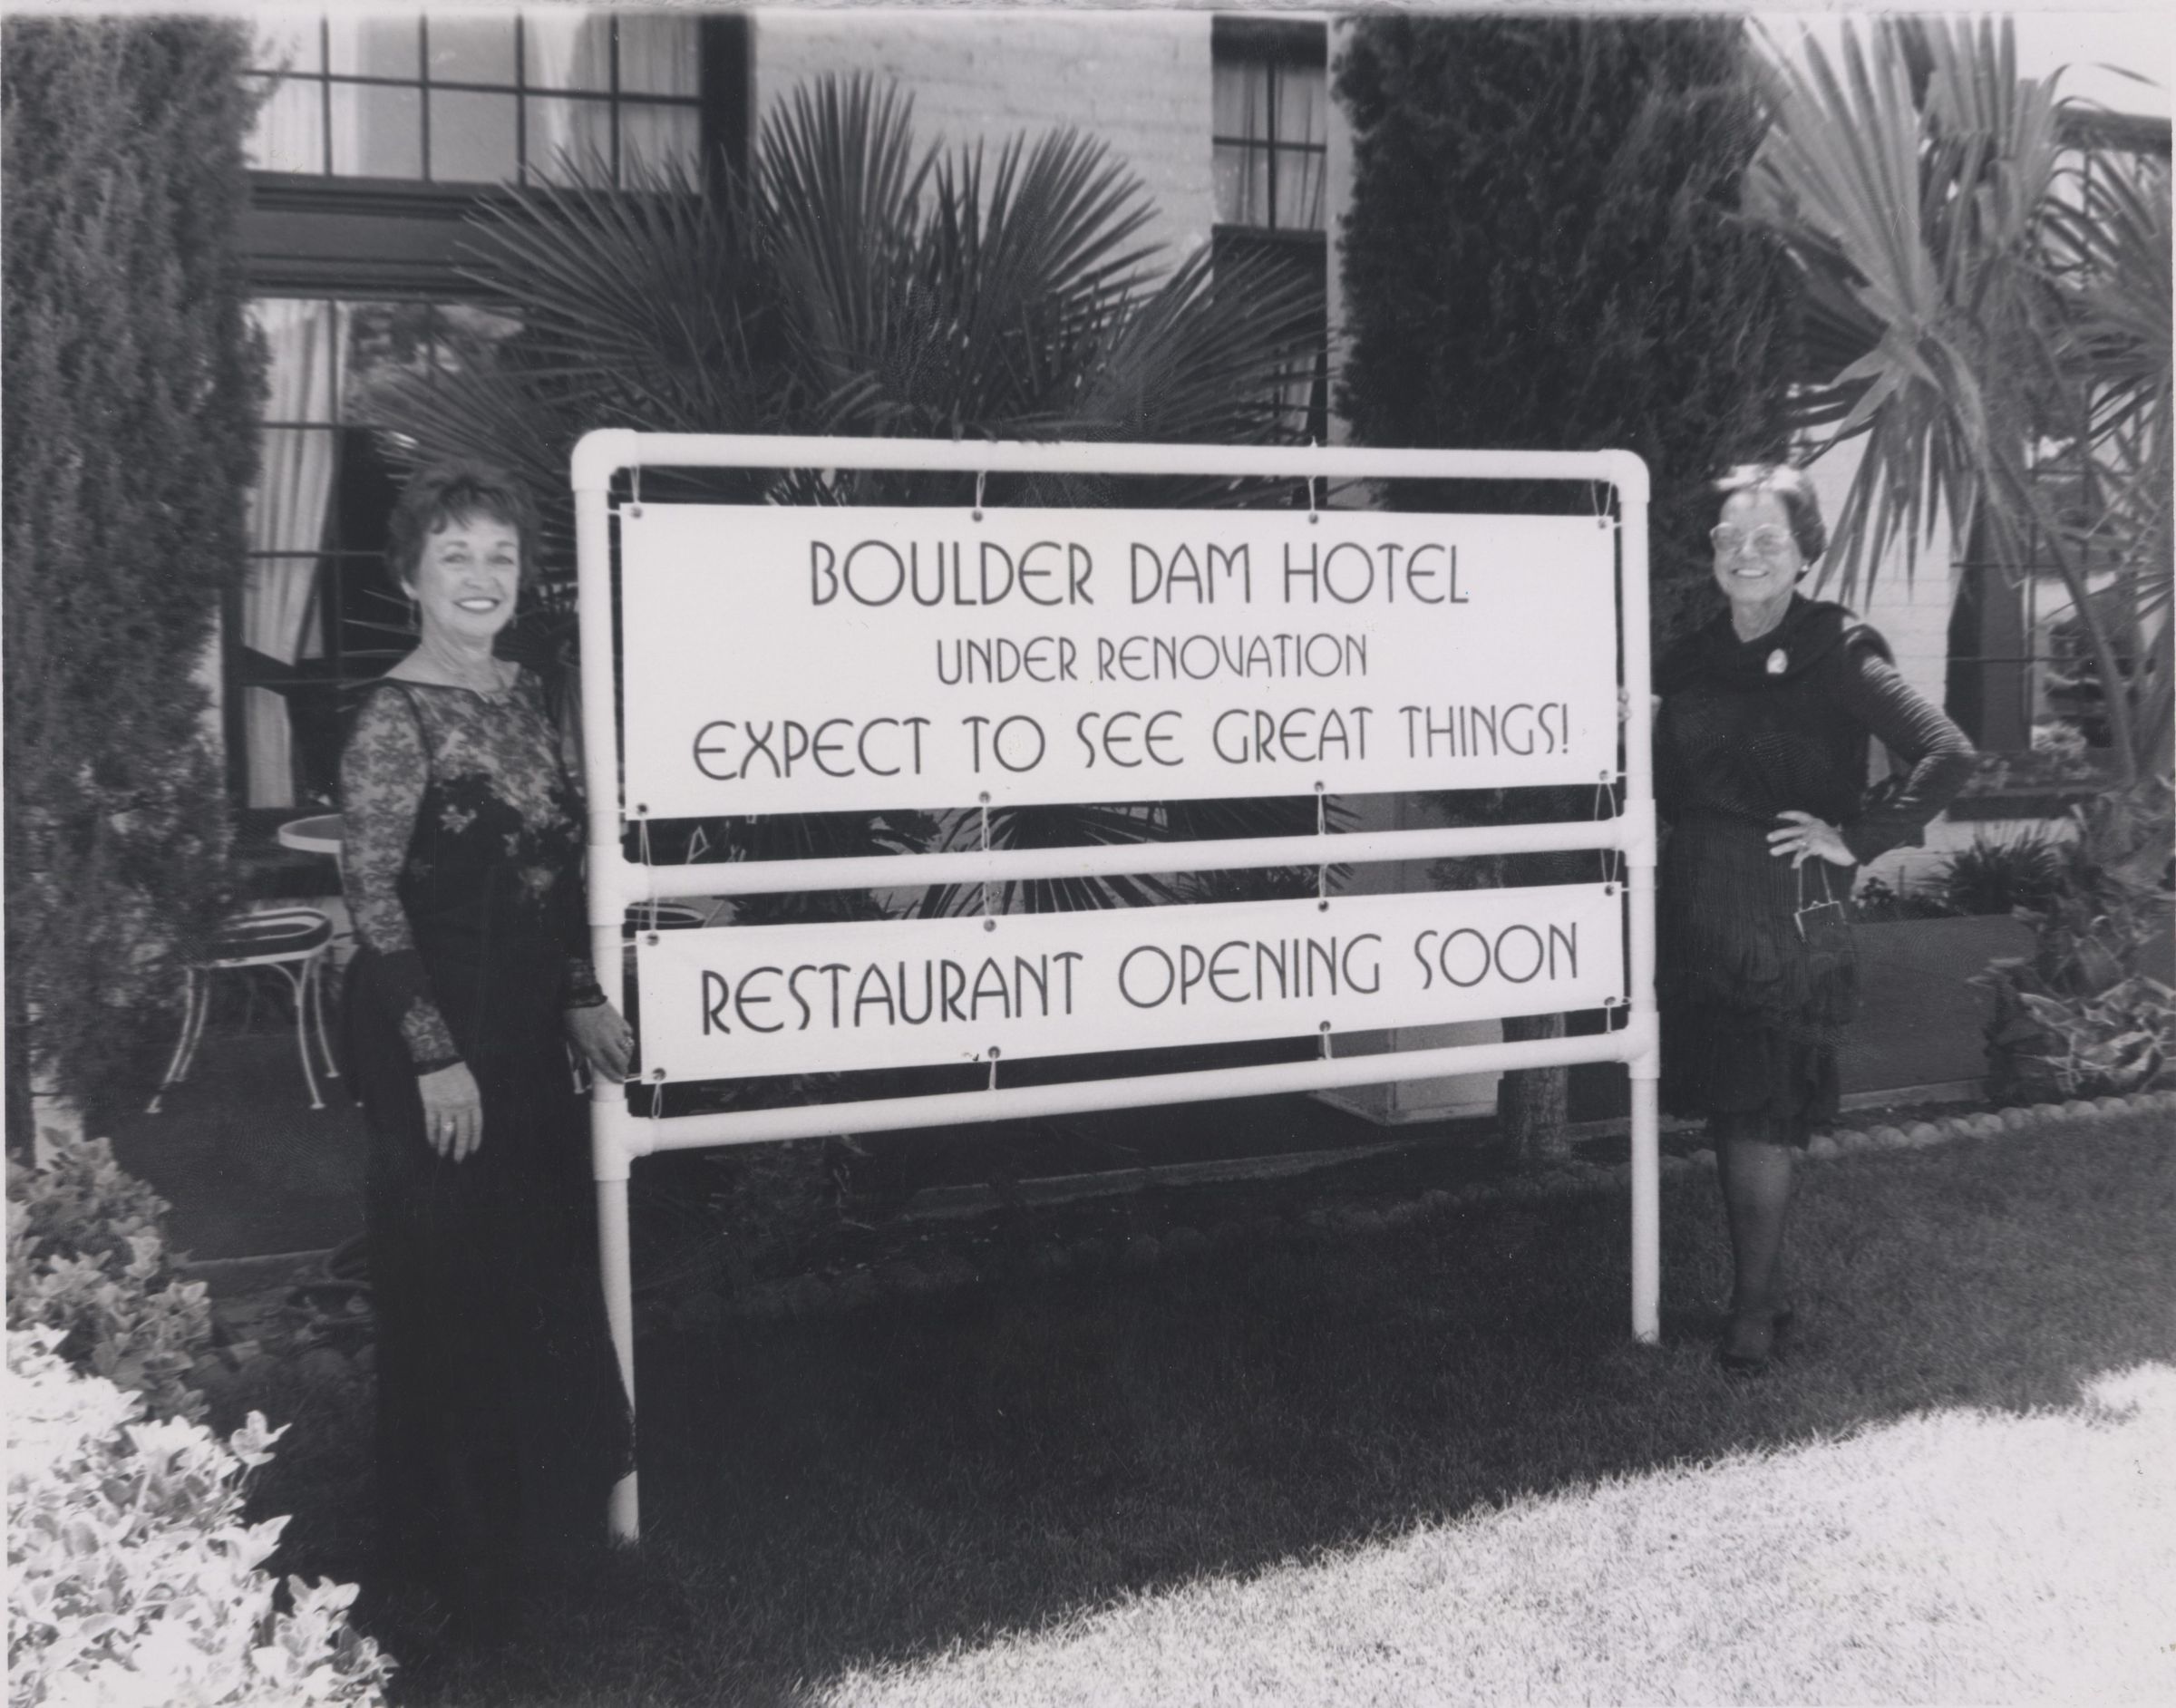 BOULDER DAM HOTEL
UNDER RENOVATION
EXPECT TO SEE GREAT THINGS!
RESTAURANT OPENING SOON